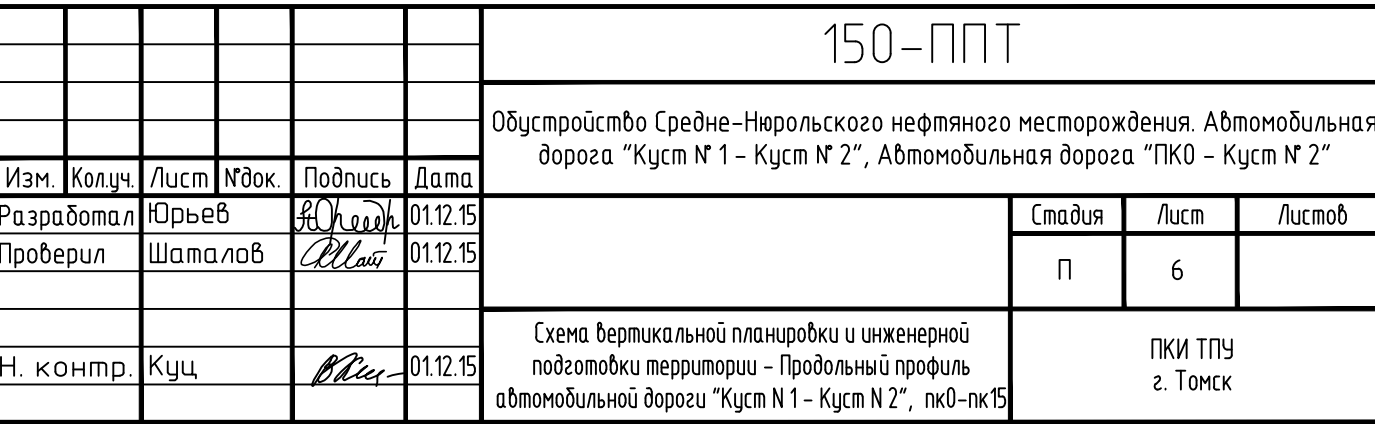 150-ППТ
Обустройство Средне-Нюрольского нефтяного месторождения. Автомобильная
дорога "Куст № 1 - Куст № 2", Автомобильная дорога "ПК0 - Куст № 2"
Изм. Кол.уч. Лист №док. Подпись Дата
Разработал Юрьев 01.12.15
Проверил Шаталов 01.12.15
Н. контр. Куц 01.12.15
Стадия Лист Листов
П 6
Схема вертикальной планировки и инженерной
подготовки территории - Продольный профиль
автомобильной дороги "Куст N 1 - Куст N 2", пк0-пк15
ПКИ ТПУ
г. Томск